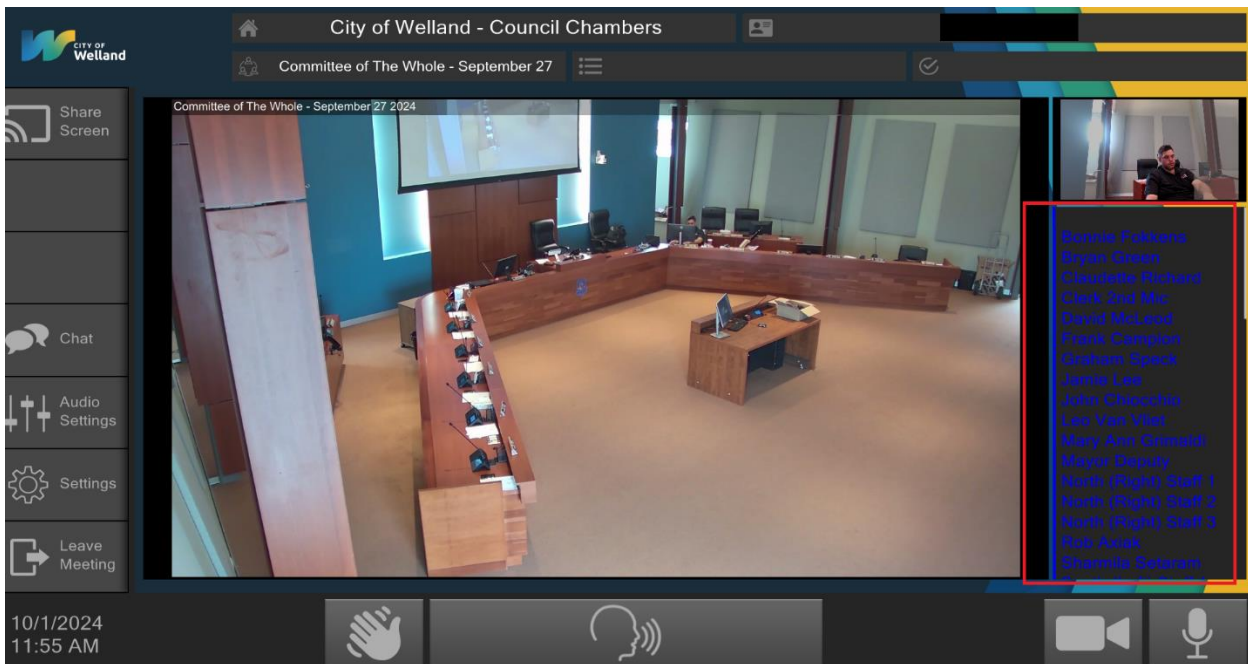 CITY OF
Welland
City of Welland - Council Chambers
Committee of The Whole - September 27
Share
Screen
Chat
Audio
Settings
Settings
Leave
Meeting
Committee of The Whole - September 27 2024
Bonnie Fokkens
Bryan Green
Claudette Richard
Clerk 2nd Mic
David McLeod
Frank Campion
Graham Speck
Jamie Lee
John Chiocchin
Leo Van Vliet
Mary Ann Grimaldi
Mayor Deputy
North (Right) Staff 1
North (Right) Staff 2
North (Right) Staff 3
Rob Axiak
Sharmila Setaram
10/1/2024
11:55 AM